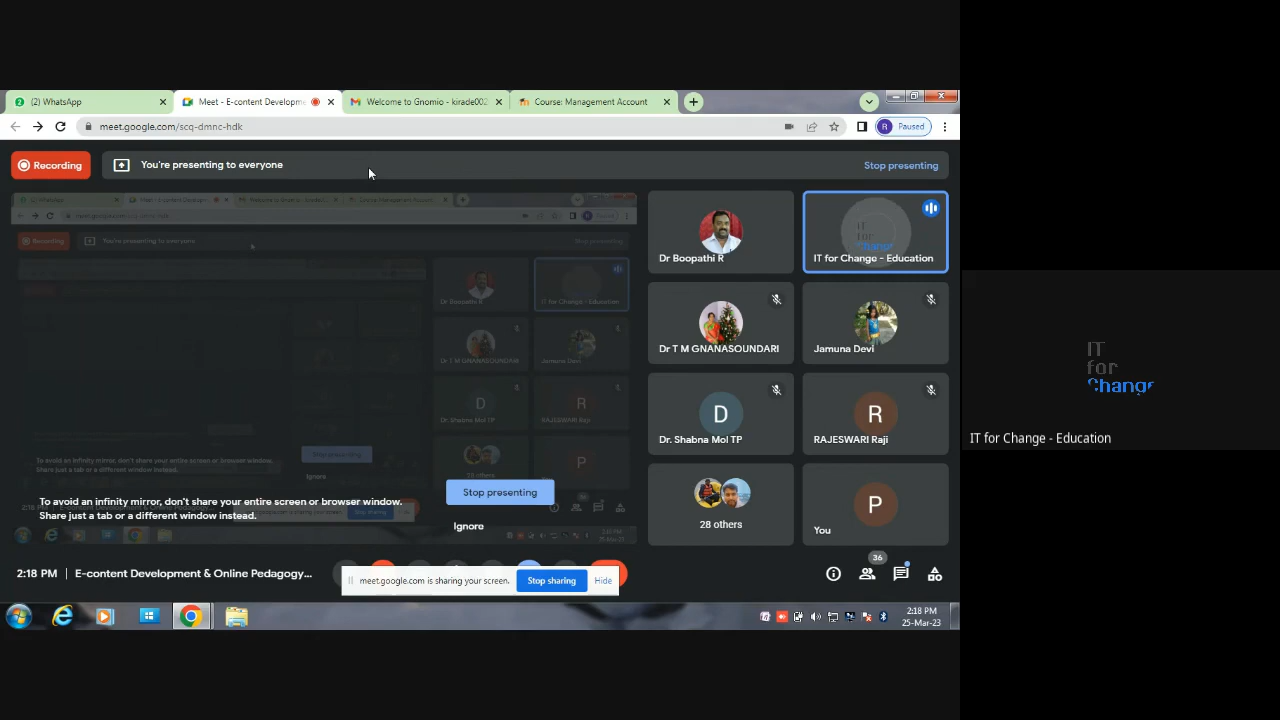 (2) WhatsApp
Meet - E-content Developme
Welcome to Gnomio - kirade002
Course: Management Account
meet.google.com/scq-dmnc-hdk
R Paused
Recording
You're presenting to everyone
Stop presenting
Dr Boopathi R
IT for Change
IT for Change - Education
Dr T M GNANASOUNDARI
Jamuna Devi
D
Dr. Shabna Mol TP
R
RAJESWARI Raji
28 others
P
You
To avoid an infinity mirror, don't share your entire screen or browser window.
Share just a tab or a different window instead.
Stop presenting
Ignore
2:18 PM | E-content Development & Online Pedagogy...
meet.google.com is sharing your screen.
Stop sharing
Hide
36
2:18 PM
25-Mar-23
IT
for
Change
IT for Change - Education